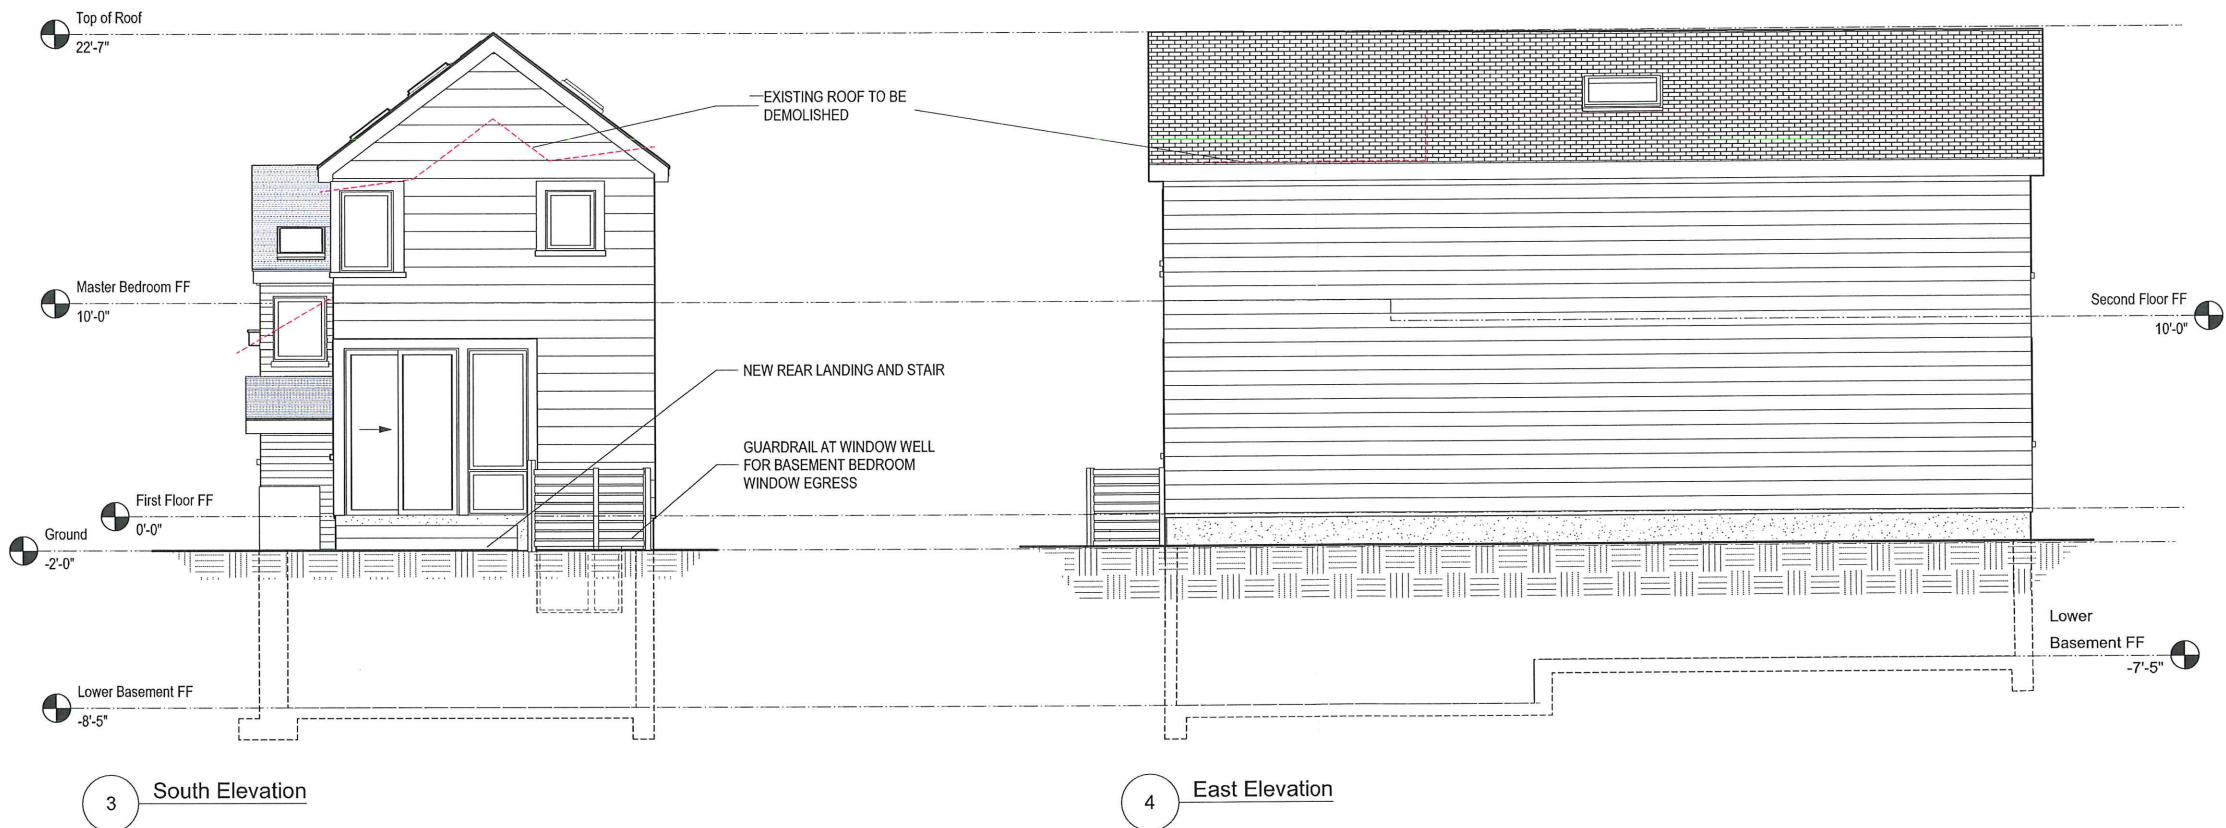 Top of Roof
22'-7"
EXISTING ROOF TO BE
DEMOLISHED
Master Bedroom FF
10'-0"
Second Floor FF
10'-0"
NEW REAR LANDING AND STAIR
GUARDRAIL AT WINDOW WELL
FOR BASEMENT BEDROOM
WINDOW EGRESS
First Floor FF
0'-0"
Ground
-2'-0"
Lower
Basement FF
-7'-5"
Lower Basement FF
-8'-5"
3 South Elevation
4 East Elevation